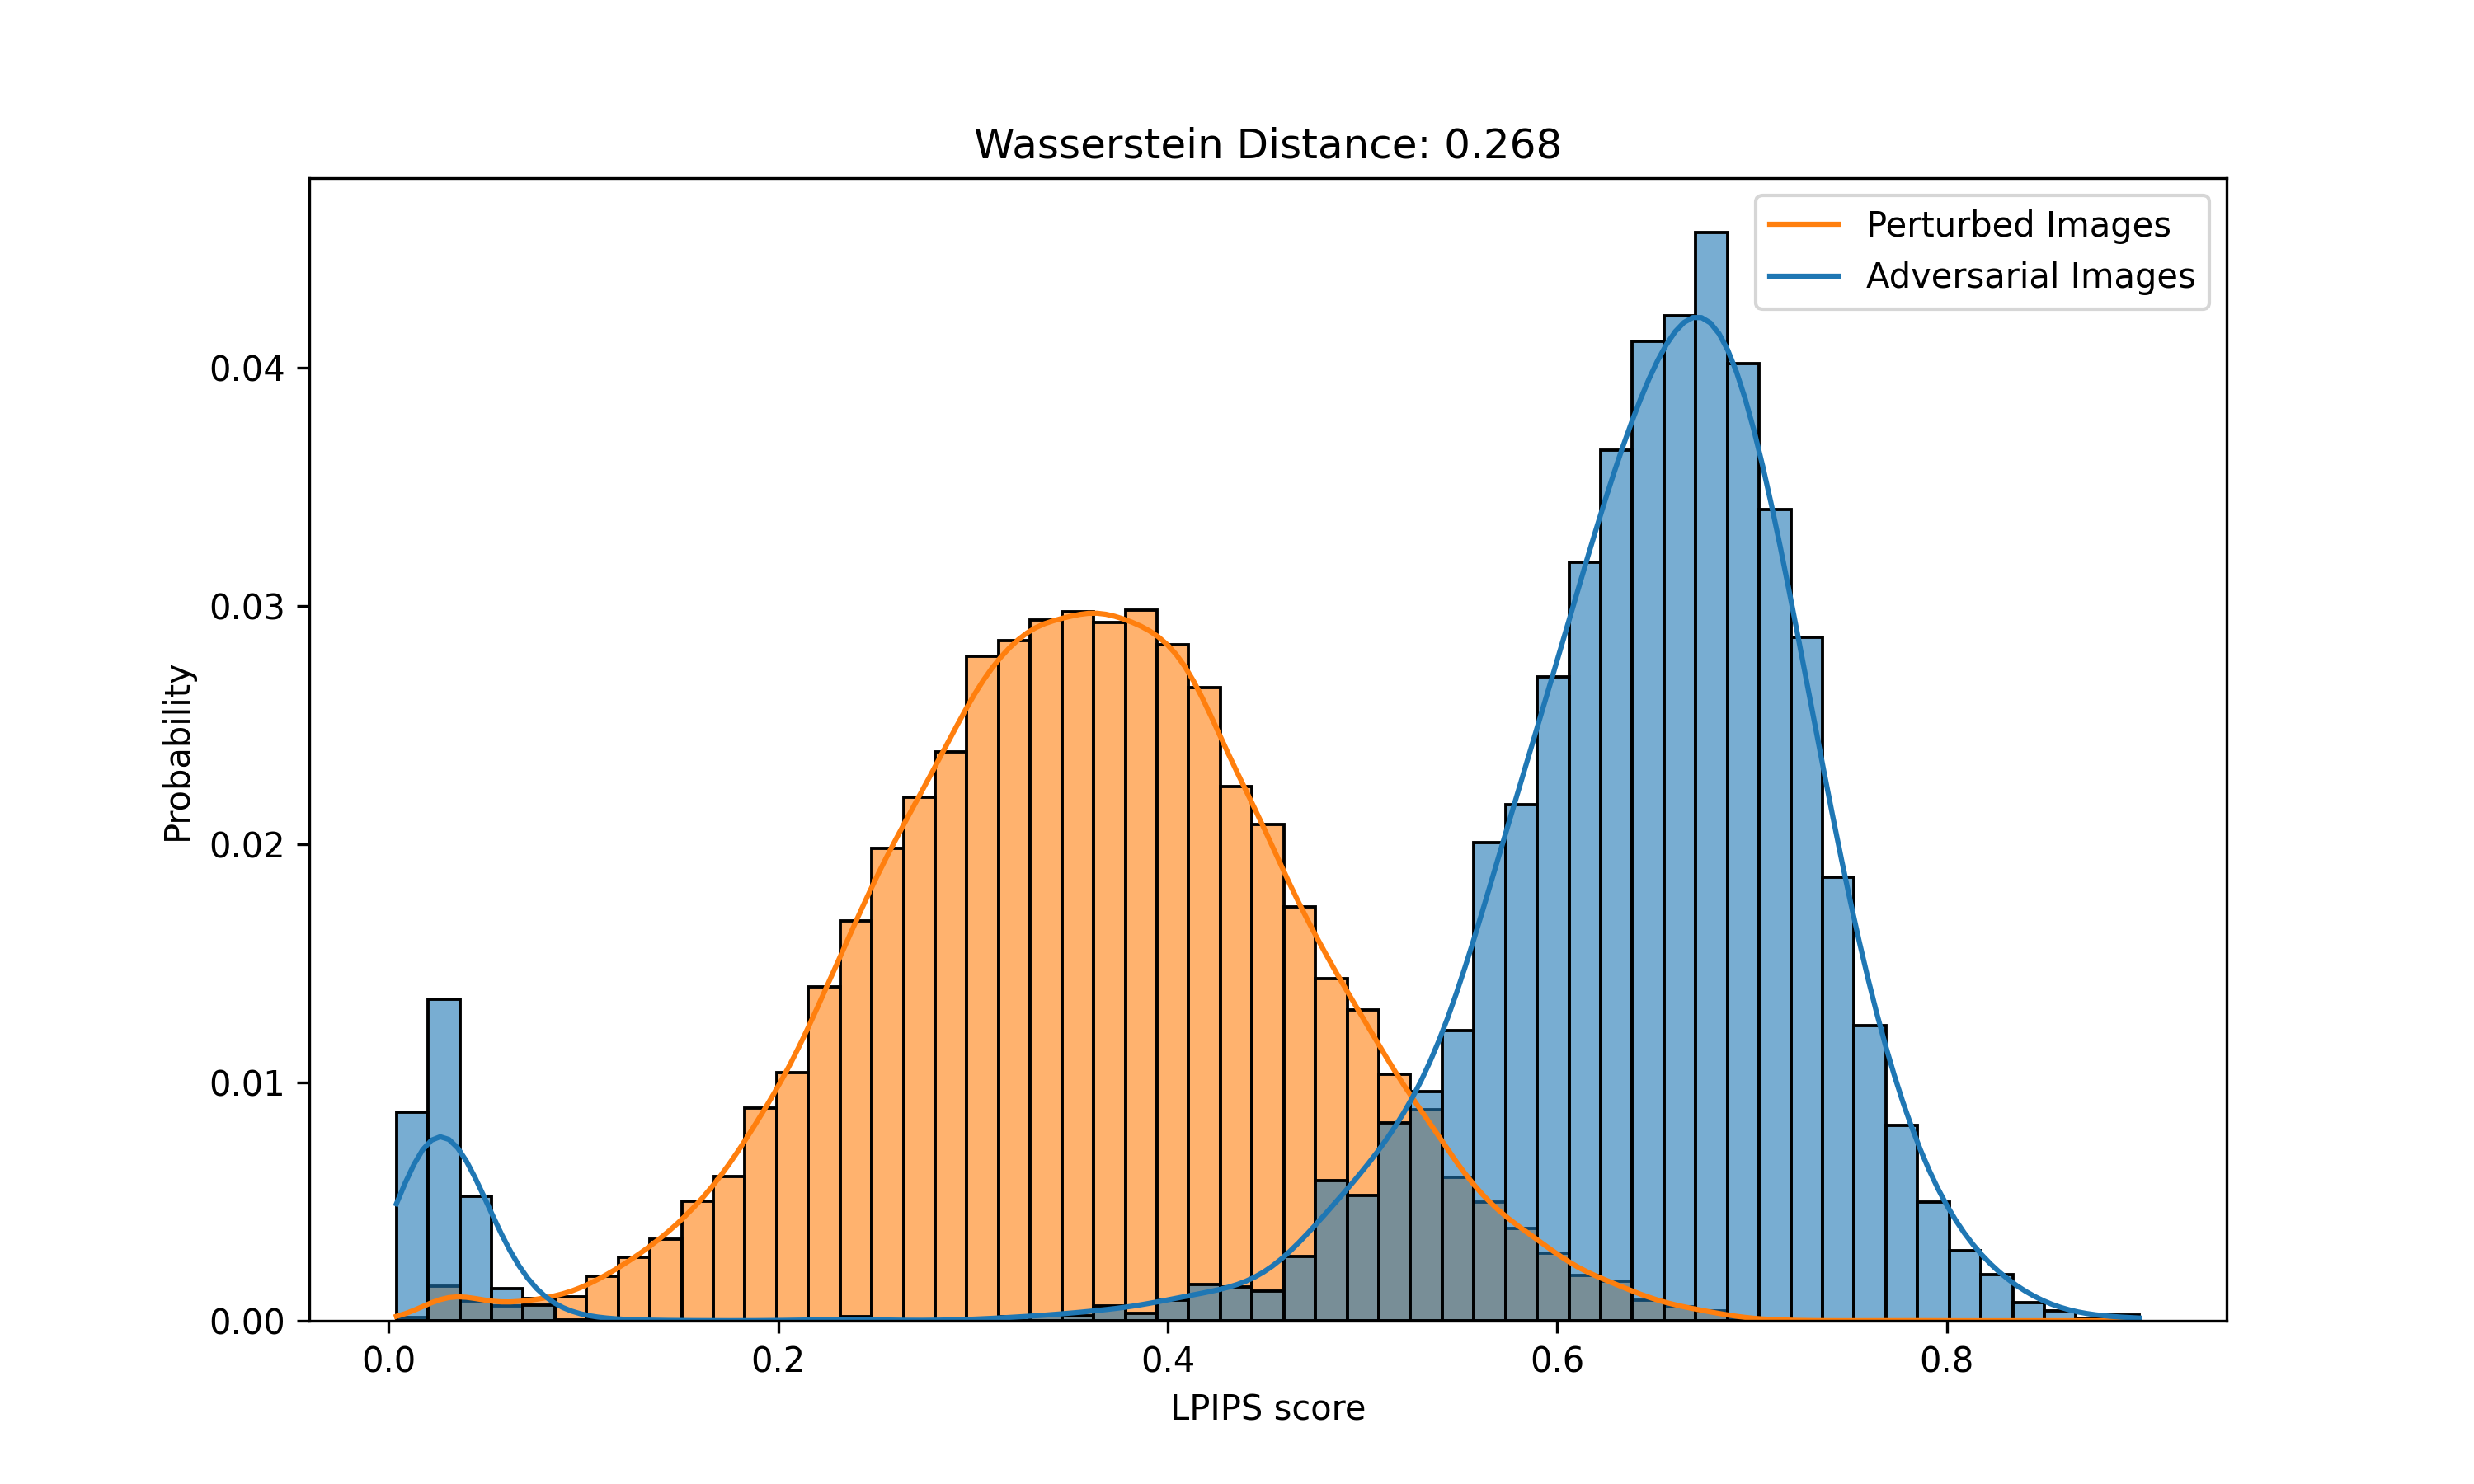 Wasserstein Distance: 0.268
Perturbed Images
Adversarial Images
Probability
0.04
0.03
0.02
0.01
0.00
0.0 0.2 0.4 0.6 0.8
LPIPS score